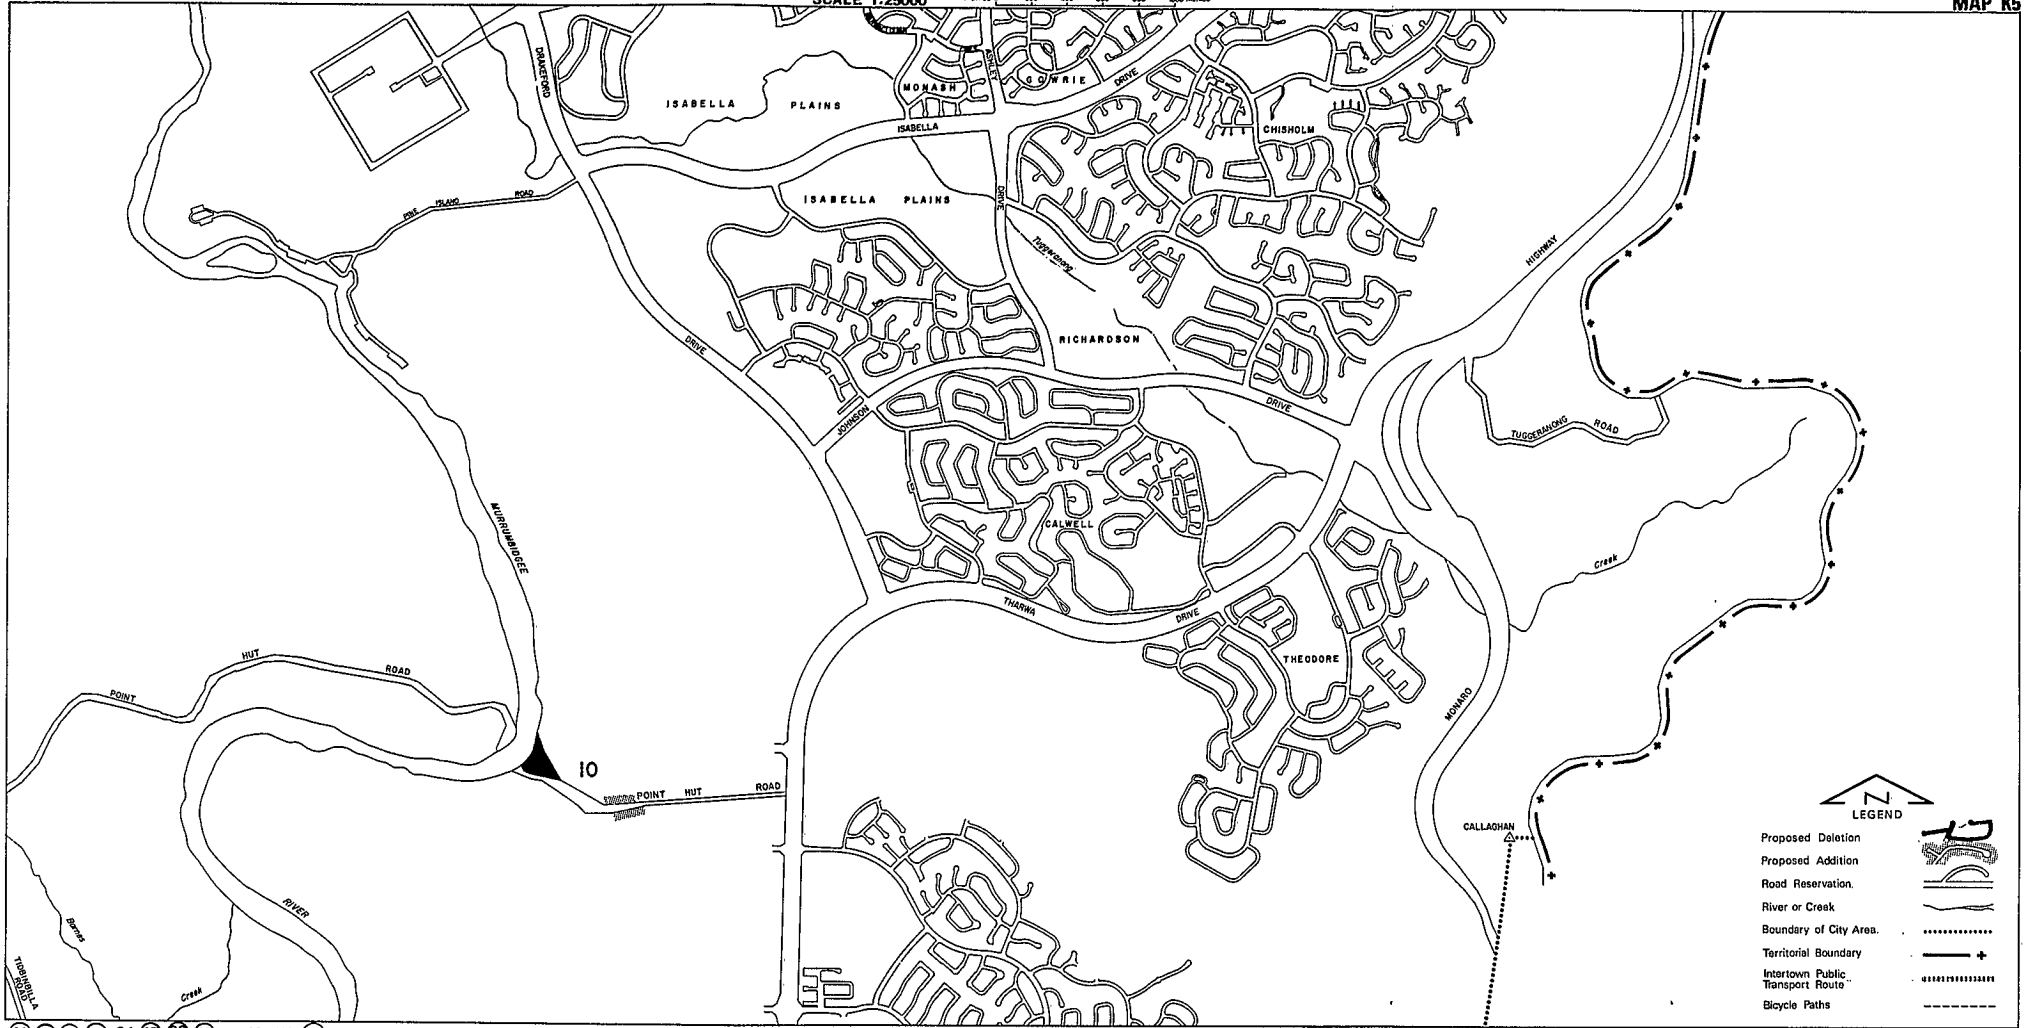 SCALE 1:25000
MAP K5
DRAKEFORD
ASHLEY
MONASH
GOWRIE
DRIVE
ISABELLA PLAINS
ISABELLA
CHISHOLM
PINE ISLAND ROAD
ISABELLA PLAINS
DRIVE
Tuggeranong
HIGHWAY
DRIVE
RICHARDSON
JOHNSON
DRIVE
TUGGERANONG ROAD
MURRUMBIDGEE
CALWELL
Creek
THARWA
DRIVE
THEODORE
POINT HUT ROAD
MONARO
10
POINT HUT ROAD
CALLAGHAN
RIVER
Barnes
Creek
TIDBINBILLA
ROAD
N
LEGEND
Proposed Deletion
Proposed Addition
Road Reservation.
River or Creek
Boundary of City Area.
Territorial Boundary
Intertown Public
Transport Route
Bicycle Paths